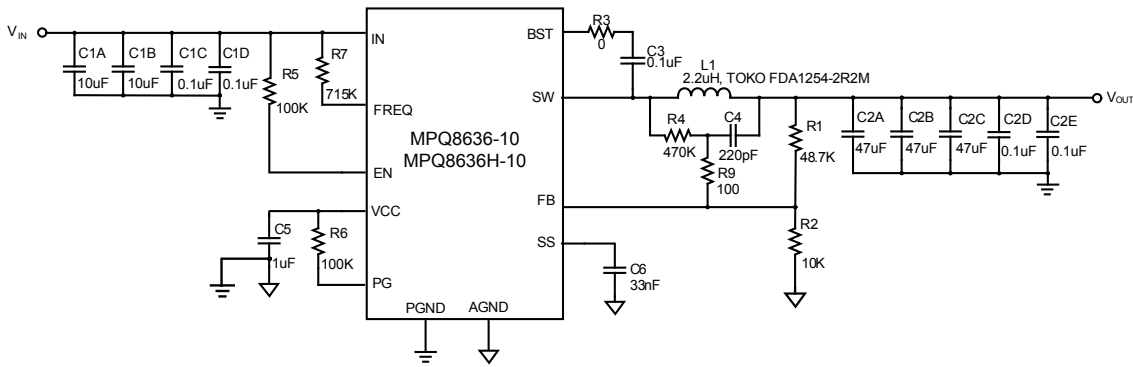 V_IN
C1A
10uF
C1B
10uF
C1C
0.1uF
C1D
0.1uF
R5
100K
R7
715K
IN
FREQ
EN
VCC
PG
PGND
AGND
BST
SW
FB
SS
MPQ8636-10
MPQ8636H-10
C5
1uF
R6
100K
R3
0
C3
0.1uF
L1
2.2uH, TOKO FDA1254-2R2M
R4
470K
C4
220pF
R9
100
R1
48.7K
R2
10K
C6
33nF
C2A
47uF
C2B
47uF
C2C
47uF
C2D
0.1uF
C2E
0.1uF
V_OUT